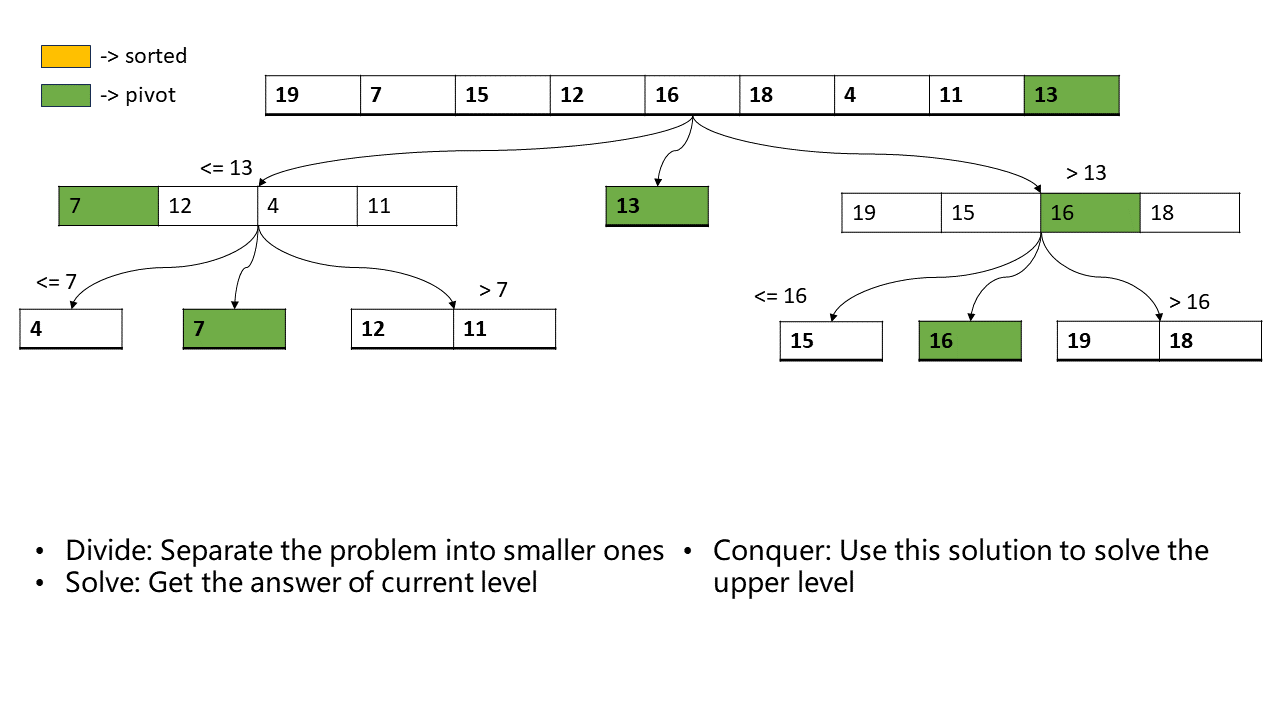 -> sorted
-> pivot
19 7 15 12 16 18 4 11 13
<= 13
> 13
7 12 4 11
13
19 15 16 18
<= 7
> 7
<= 16
> 16
4
7
12 11
15
16
19 18
• Divide: Separate the problem into smaller ones
• Solve: Get the answer of current level
• Conquer: Use this solution to solve the
upper level